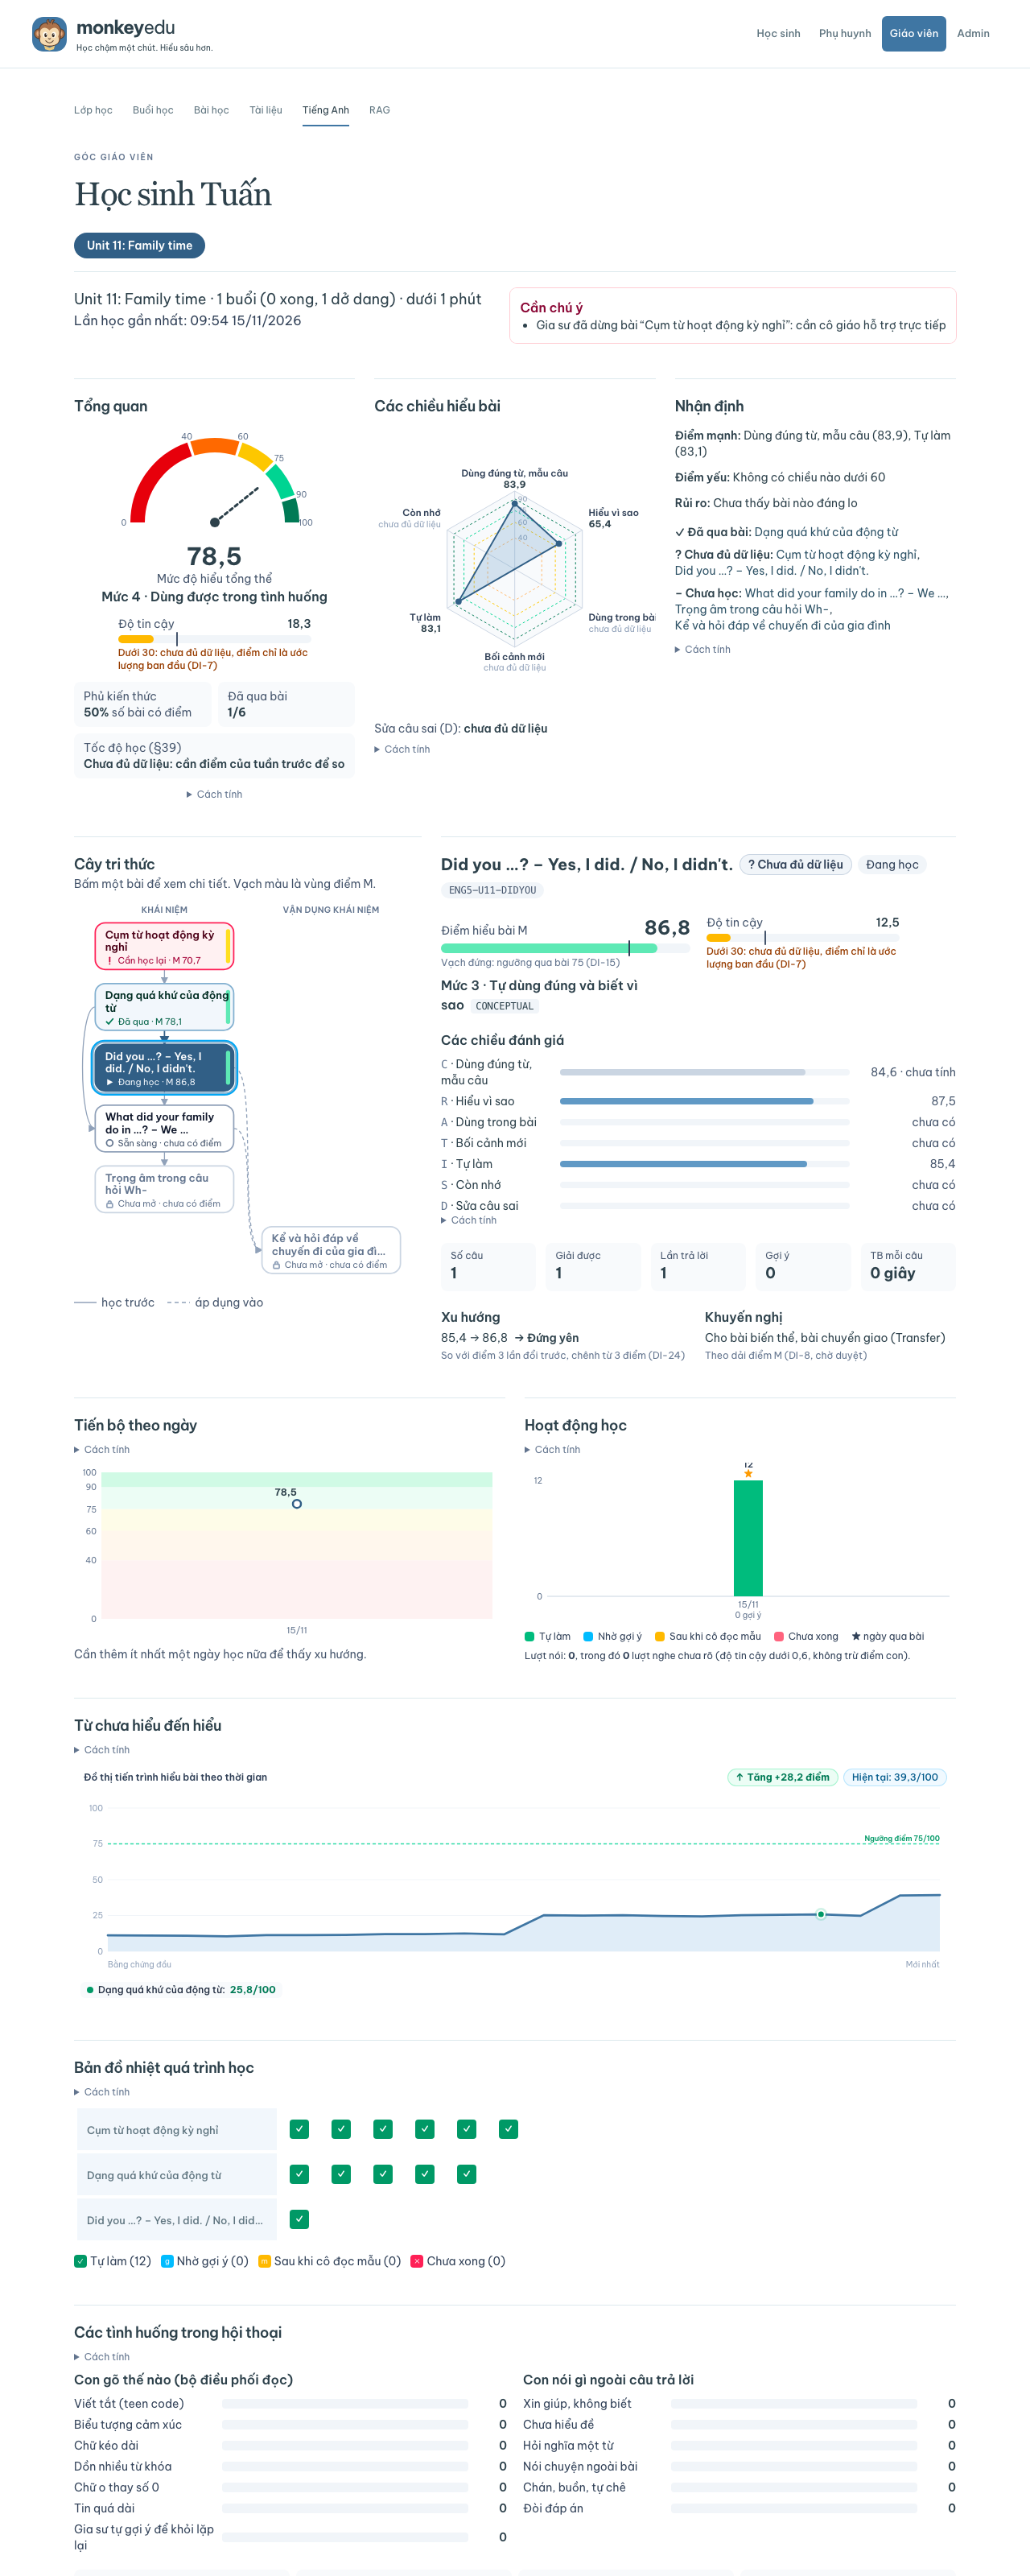 monkeyedu
Học chậm một chút. Hiểu sâu hơn.
Học sinh
Phụ huynh
Giáo viên
Admin
Lớp học
Buổi học
Bài học
Tài liệu
Tiếng Anh
RAG
GÓC GIÁO VIÊN
Học sinh Tuấn
Unit 11: Family time
Unit 11: Family time · 1 buổi (0 xong, 1 dở dang) · dưới 1 phút
Lần học gần nhất: 09:54 15/11/2026
Cần chú ý
• Gia sư đã dừng bài “Cụm từ hoạt động kỳ nghỉ”: cần cô giáo hỗ trợ trực tiếp
Tổng quan
0
40
60
75
90
100
78,5
Mức độ hiểu tổng thể
Mức 4 · Dùng được trong tình huống
Độ tin cậy
18,3
Dưới 30: chưa đủ dữ liệu, điểm chỉ là ước
lượng ban đầu (DI-7)
Phủ kiến thức
50% số bài có điểm
Đã qua bài
1/6
Tốc độ học (§39)
Chưa đủ dữ liệu: cần điểm của tuần trước để so
▶ Cách tính
Các chiều hiểu bài
Dùng đúng từ, mẫu câu
83,9
90
60
40
Còn nhớ
chưa đủ dữ liệu
Hiểu vì sao
65,4
Tự làm
83,1
Dùng trong bài
chưa đủ dữ liệu
Bối cảnh mới
chưa đủ dữ liệu
Sửa câu sai (D): chưa đủ dữ liệu
▶ Cách tính
Nhận định
Điểm mạnh: Dùng đúng từ, mẫu câu (83,9), Tự làm
(83,1)
Điểm yếu: Không có chiều nào dưới 60
Rủi ro: Chưa thấy bài nào đáng lo
✓ Đã qua bài: Dạng quá khứ của động từ
? Chưa đủ dữ liệu: Cụm từ hoạt động kỳ nghỉ,
Did you …? – Yes, I did. / No, I didn't.
– Chưa học: What did your family do in …? – We …,
Trọng âm trong câu hỏi Wh-,
Kể và hỏi đáp về chuyến đi của gia đình
▶ Cách tính
Cây tri thức
Bấm một bài để xem chi tiết. Vạch màu là vùng điểm M.
KHÁI NIỆM
VẬN DỤNG KHÁI NIỆM
Cụm từ hoạt động kỳ
nghỉ
! Cần học lại · M 70,7
Dạng quá khứ của động
từ
✓ Đã qua · M 78,1
Did you …? – Yes, I
did. / No, I didn't.
▶ Đang học · M 86,8
What did your family
do in …? – We …
Sẵn sàng · chưa có điểm
Trọng âm trong câu
hỏi Wh-
Chưa mở · chưa có điểm
Kể và hỏi đáp về
chuyến đi của gia đì…
Chưa mở · chưa có điểm
học trước
áp dụng vào
Did you …? – Yes, I did. / No, I didn't.
? Chưa đủ dữ liệu
Đang học
ENG5-U11-DIDYOU
Điểm hiểu bài M
86,8
Vạch đứng: ngưỡng qua bài 75 (DI-15)
Độ tin cậy
12,5
Dưới 30: chưa đủ dữ liệu, điểm chỉ là ước
lượng ban đầu (DI-7)
Mức 3 · Tự dùng đúng và biết vì
sao CONCEPTUAL
Các chiều đánh giá
C · Dùng đúng từ,
mẫu câu
84,6 · chưa tính
R · Hiểu vì sao
87,5
A · Dùng trong bài
chưa có
T · Bối cảnh mới
chưa có
I · Tự làm
85,4
S · Còn nhớ
chưa có
D · Sửa câu sai
chưa có
▶ Cách tính
Số câu
1
Giải được
1
Lần trả lời
1
Gợi ý
0
TB mỗi câu
0 giây
Xu hướng
85,4 → 86,8 → Đứng yên
So với điểm 3 lần đổi trước, chênh từ 3 điểm (DI-24)
Khuyến nghị
Cho bài biến thể, bài chuyển giao (Transfer)
Theo dải điểm M (DI-8, chờ duyệt)
Tiến bộ theo ngày
▶ Cách tính
100
90
75
60
40
0
78,5
15/11
Cần thêm ít nhất một ngày học nữa để thấy xu hướng.
Hoạt động học
▶ Cách tính
12
★
12
0
15/11
0 gợi ý
Tự làm
Nhờ gợi ý
Sau khi cô đọc mẫu
Chưa xong
★ ngày qua bài
Lượt nói: 0, trong đó 0 lượt nghe chưa rõ (độ tin cậy dưới 0,6, không trừ điểm con).
Từ chưa hiểu đến hiểu
▶ Cách tính
Đồ thị tiến trình hiểu bài theo thời gian
↑ Tăng +28,2 điểm
Hiện tại: 39,3/100
100
75
50
25
0
Ngưỡng điểm 75/100
Bằng chứng đầu
Mới nhất
Dạng quá khứ của động từ: 25,8/100
Bản đồ nhiệt quá trình học
▶ Cách tính
Cụm từ hoạt động kỳ nghỉ
✓ ✓ ✓ ✓ ✓ ✓
Dạng quá khứ của động từ
✓ ✓ ✓ ✓ ✓
Did you …? – Yes, I did. / No, I did…
✓
✓ Tự làm (12)
g Nhờ gợi ý (0)
m Sau khi cô đọc mẫu (0)
× Chưa xong (0)
Các tình huống trong hội thoại
▶ Cách tính
Con gõ thế nào (bộ điều phối đọc)
Viết tắt (teen code)
0
Biểu tượng cảm xúc
0
Chữ kéo dài
0
Dồn nhiều từ khóa
0
Chữ o thay số 0
0
Tin quá dài
0
Gia sư tự gợi ý để khỏi lặp
lại
0
Con nói gì ngoài câu trả lời
Xin giúp, không biết
0
Chưa hiểu đề
0
Hỏi nghĩa một từ
0
Nói chuyện ngoài bài
0
Chán, buồn, tự chê
0
Đòi đáp án
0